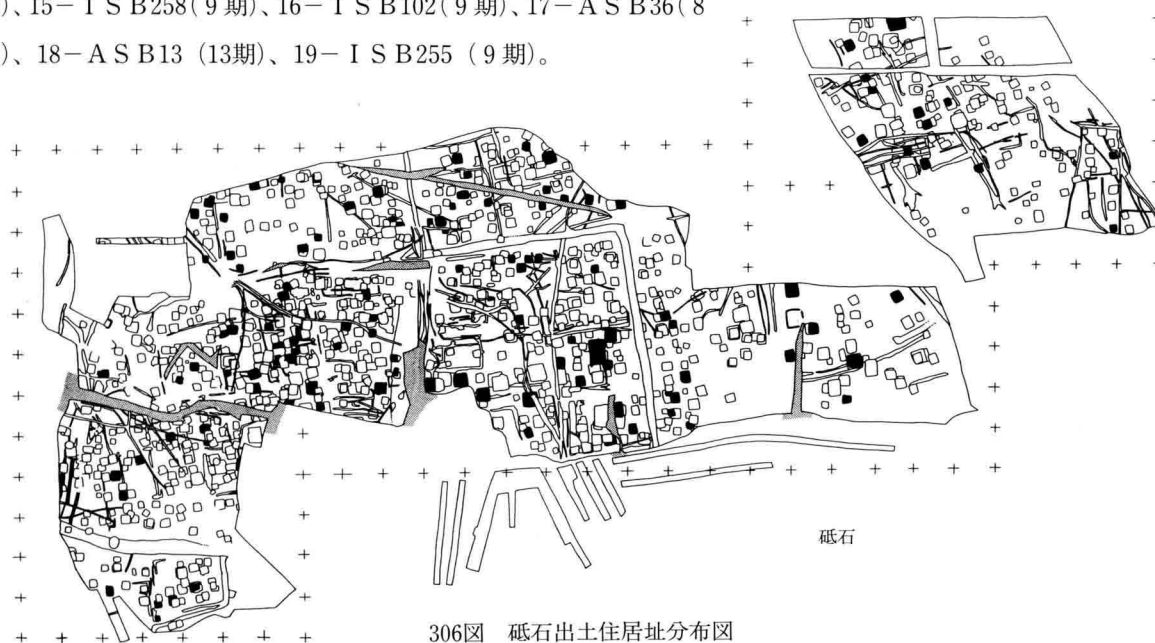 )、15－ＩＳＢ258(９期)、16－ＩＳＢ102(９期)、17－ＡＳＢ36(８
)、18－ＡＳＢ13 (13期)、19－ＩＳＢ255 (９期)。
砥石
306図 砥石出土住居址分布図